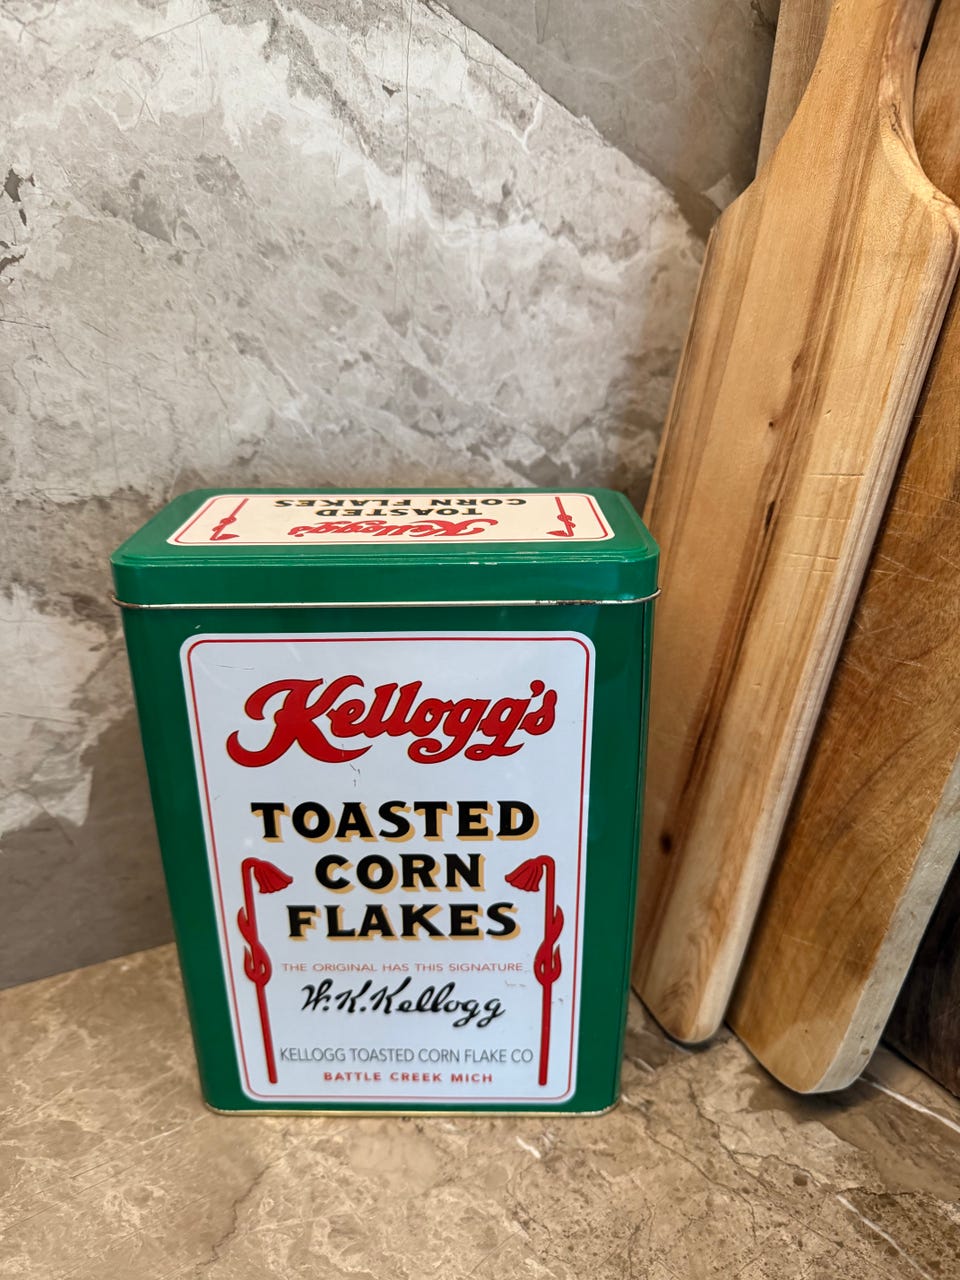 Kellogg's
TOASTED
CORN FLAKES
Kellogg's
TOASTED
CORN
FLAKES
THE ORIGINAL HAS THIS SIGNATURE
W.K.Kellogg
KELLOGG TOASTED CORN FLAKE CO
BATTLE CREEK MICH